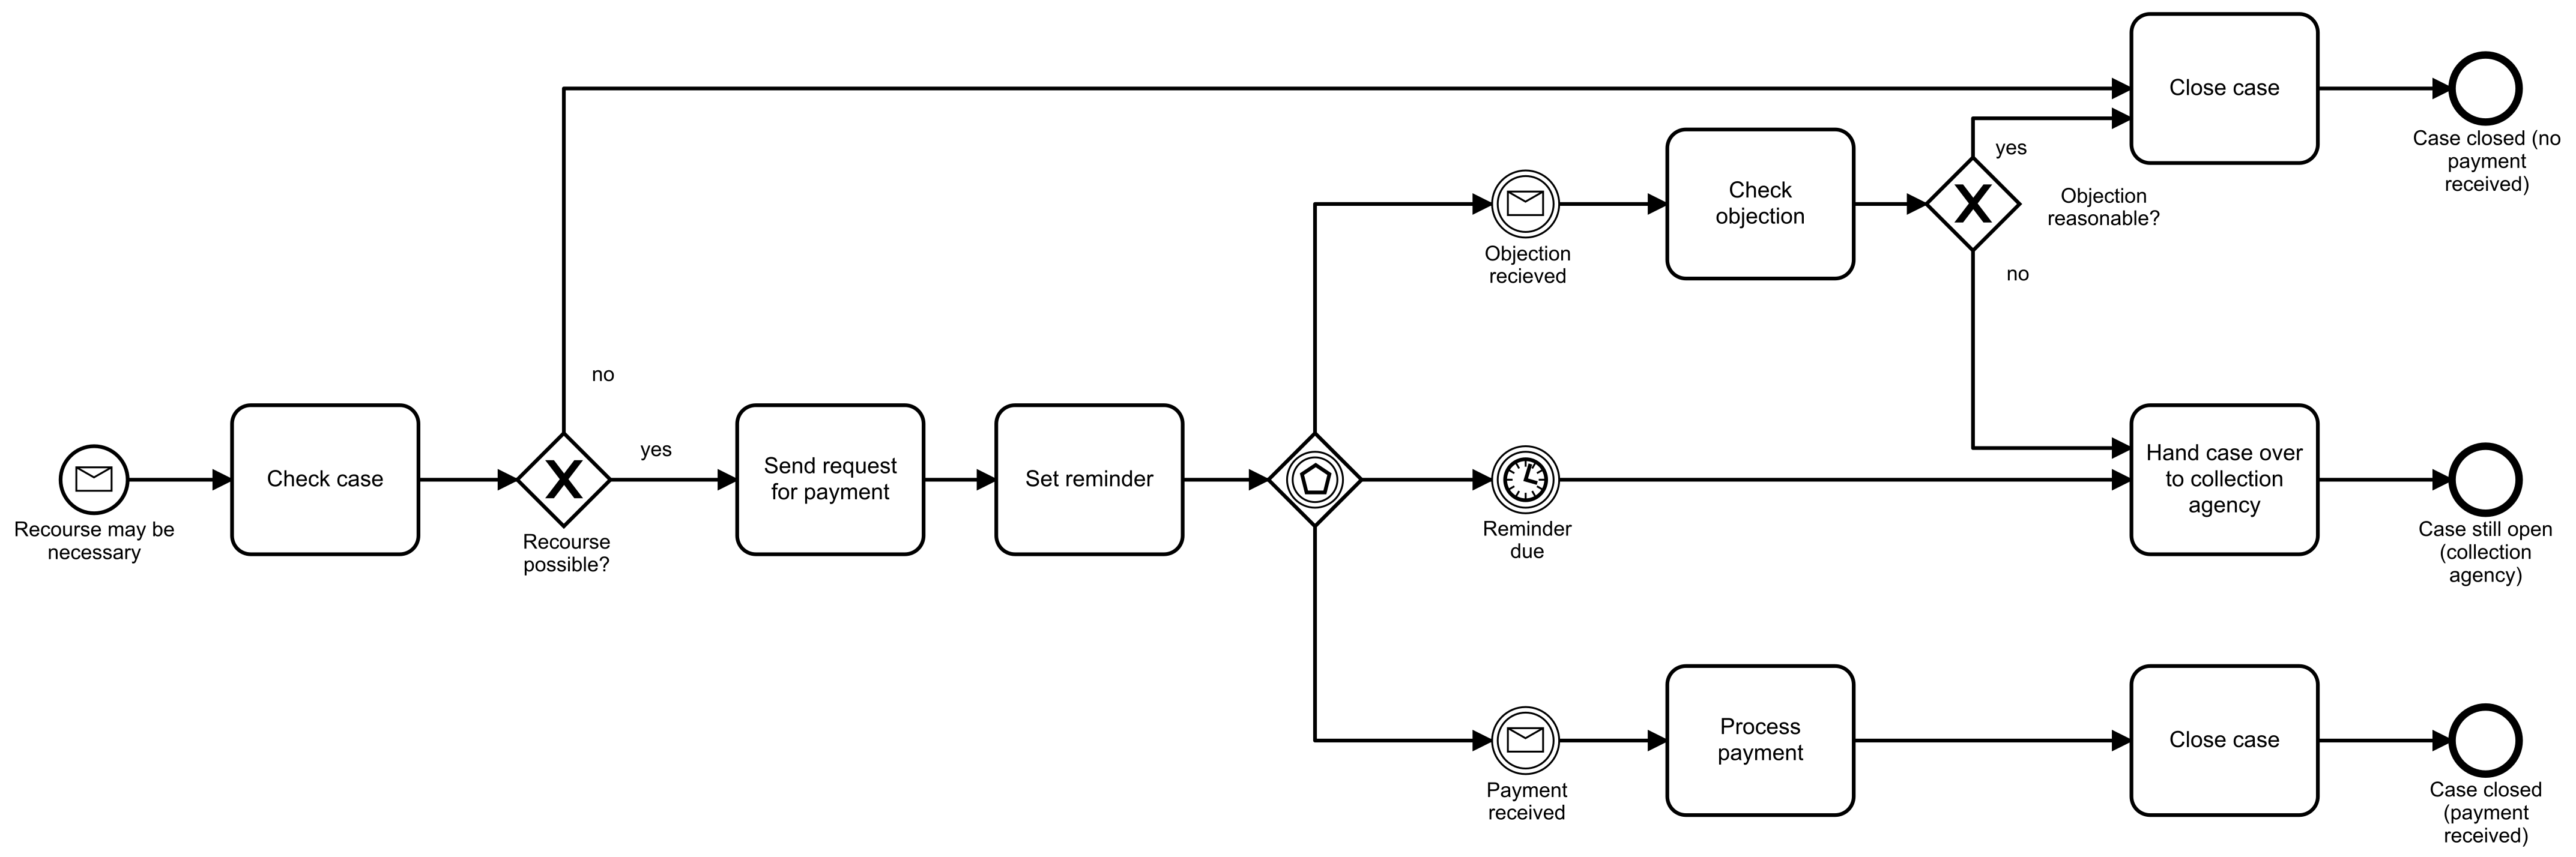 Close case
Case closed (no
payment
received)
yes
Objection
reasonable?
Check
objection
Objection
recieved
no
no
yes
Recourse may be
necessary
Check case
Recourse
possible?
Send request
for payment
Set reminder
Reminder
due
Hand case over
to collection
agency
Case still open
(collection
agency)
Payment
received
Process
payment
Close case
Case closed
(payment
received)